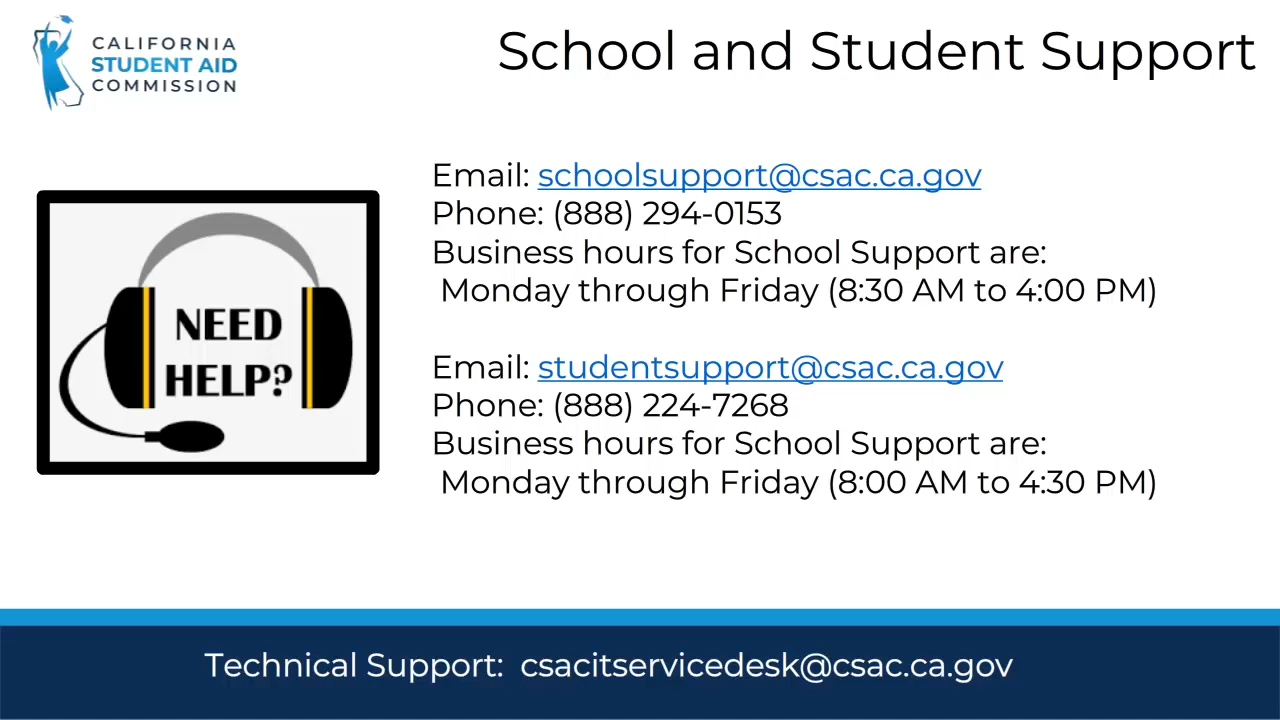 CALIFORNIA
STUDENT AID
COMMISSION
School and Student Support
Email: schoolsupport@csac.ca.gov
Phone: (888) 294-0153
Business hours for School Support are:
Monday through Friday (8:30 AM to 4:00 PM)
NEED
HELP?
Email: studentsupport@csac.ca.gov
Phone: (888) 224-7268
Business hours for School Support are:
Monday through Friday (8:00 AM to 4:30 PM)
Technical Support: csacitservicedesk@csac.ca.gov